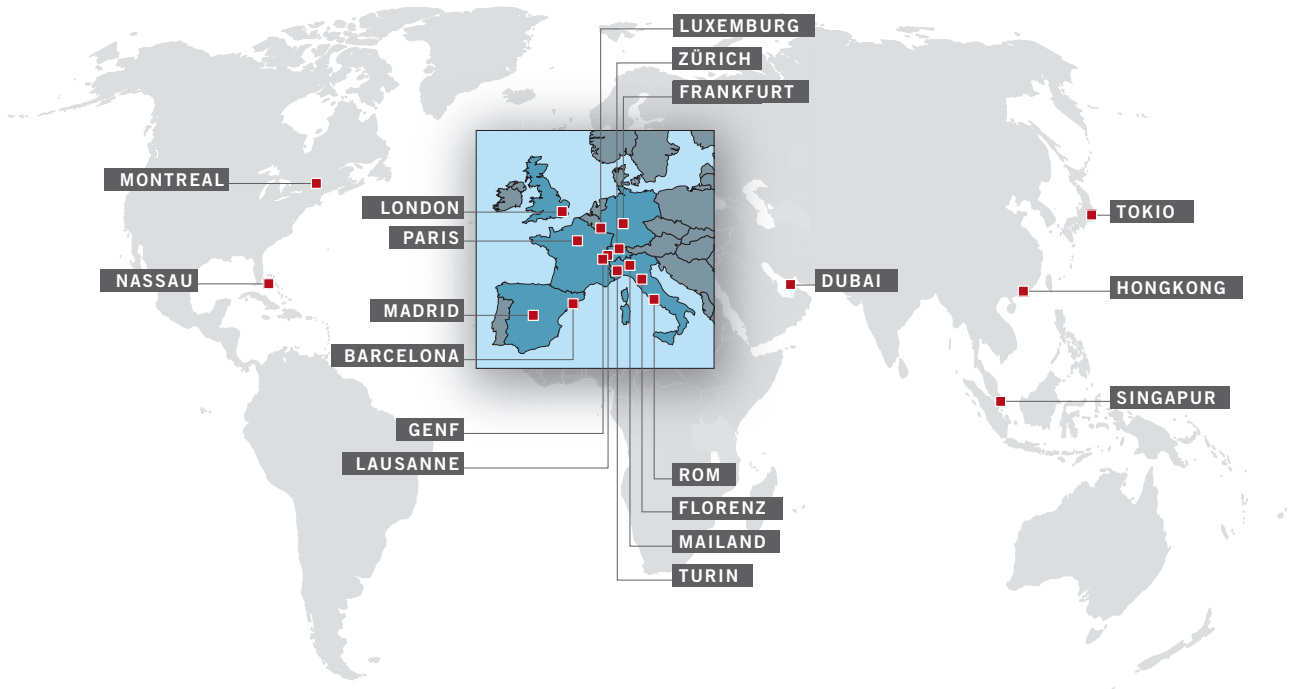 LUXEMBURG
ZÜRICH
FRANKFURT
MONTREAL
LONDON
TOKIO
PARIS
NASSAU
DUBAI
HONGKONG
MADRID
BARCELONA
SINGAPUR
GENF
LAUSANNE
ROM
FLORENZ
MAILAND
TURIN